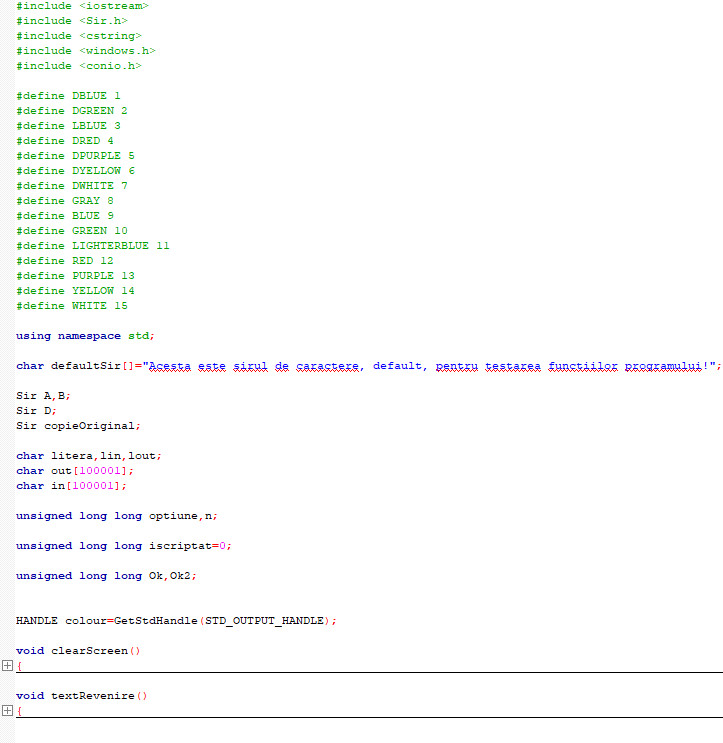 #include <iostream>
#include <Sir.h>
#include <cstring>
#include <windows.h>
#include <conio.h>
#define DBLUE 1
#define DGREEN 2
#define LBLUE 3
#define DRED 4
#define DPURPLE 5
#define DYELLOW 6
#define DWHITE 7
#define GRAY 8
#define BLUE 9
#define GREEN 10
#define LIGHTERBLUE 11
#define RED 12
#define PURPLE 13
#define YELLOW 14
#define WHITE 15
using namespace std;
char defaultSir[]="Acesta este sirul de caractere, default, pentru testarea functiilor programului!";
Sir A,B;
Sir D;
Sir copieOriginal;
char litera,lin,lout;
char out[100001];
char in[100001];
unsigned long long optiune,n;
unsigned long long iscriptat=0;
unsigned long long Ok,Ok2;
HANDLE colour=GetStdHandle(STD_OUTPUT_HANDLE);
void clearScreen()
{
void textRevenire()
{